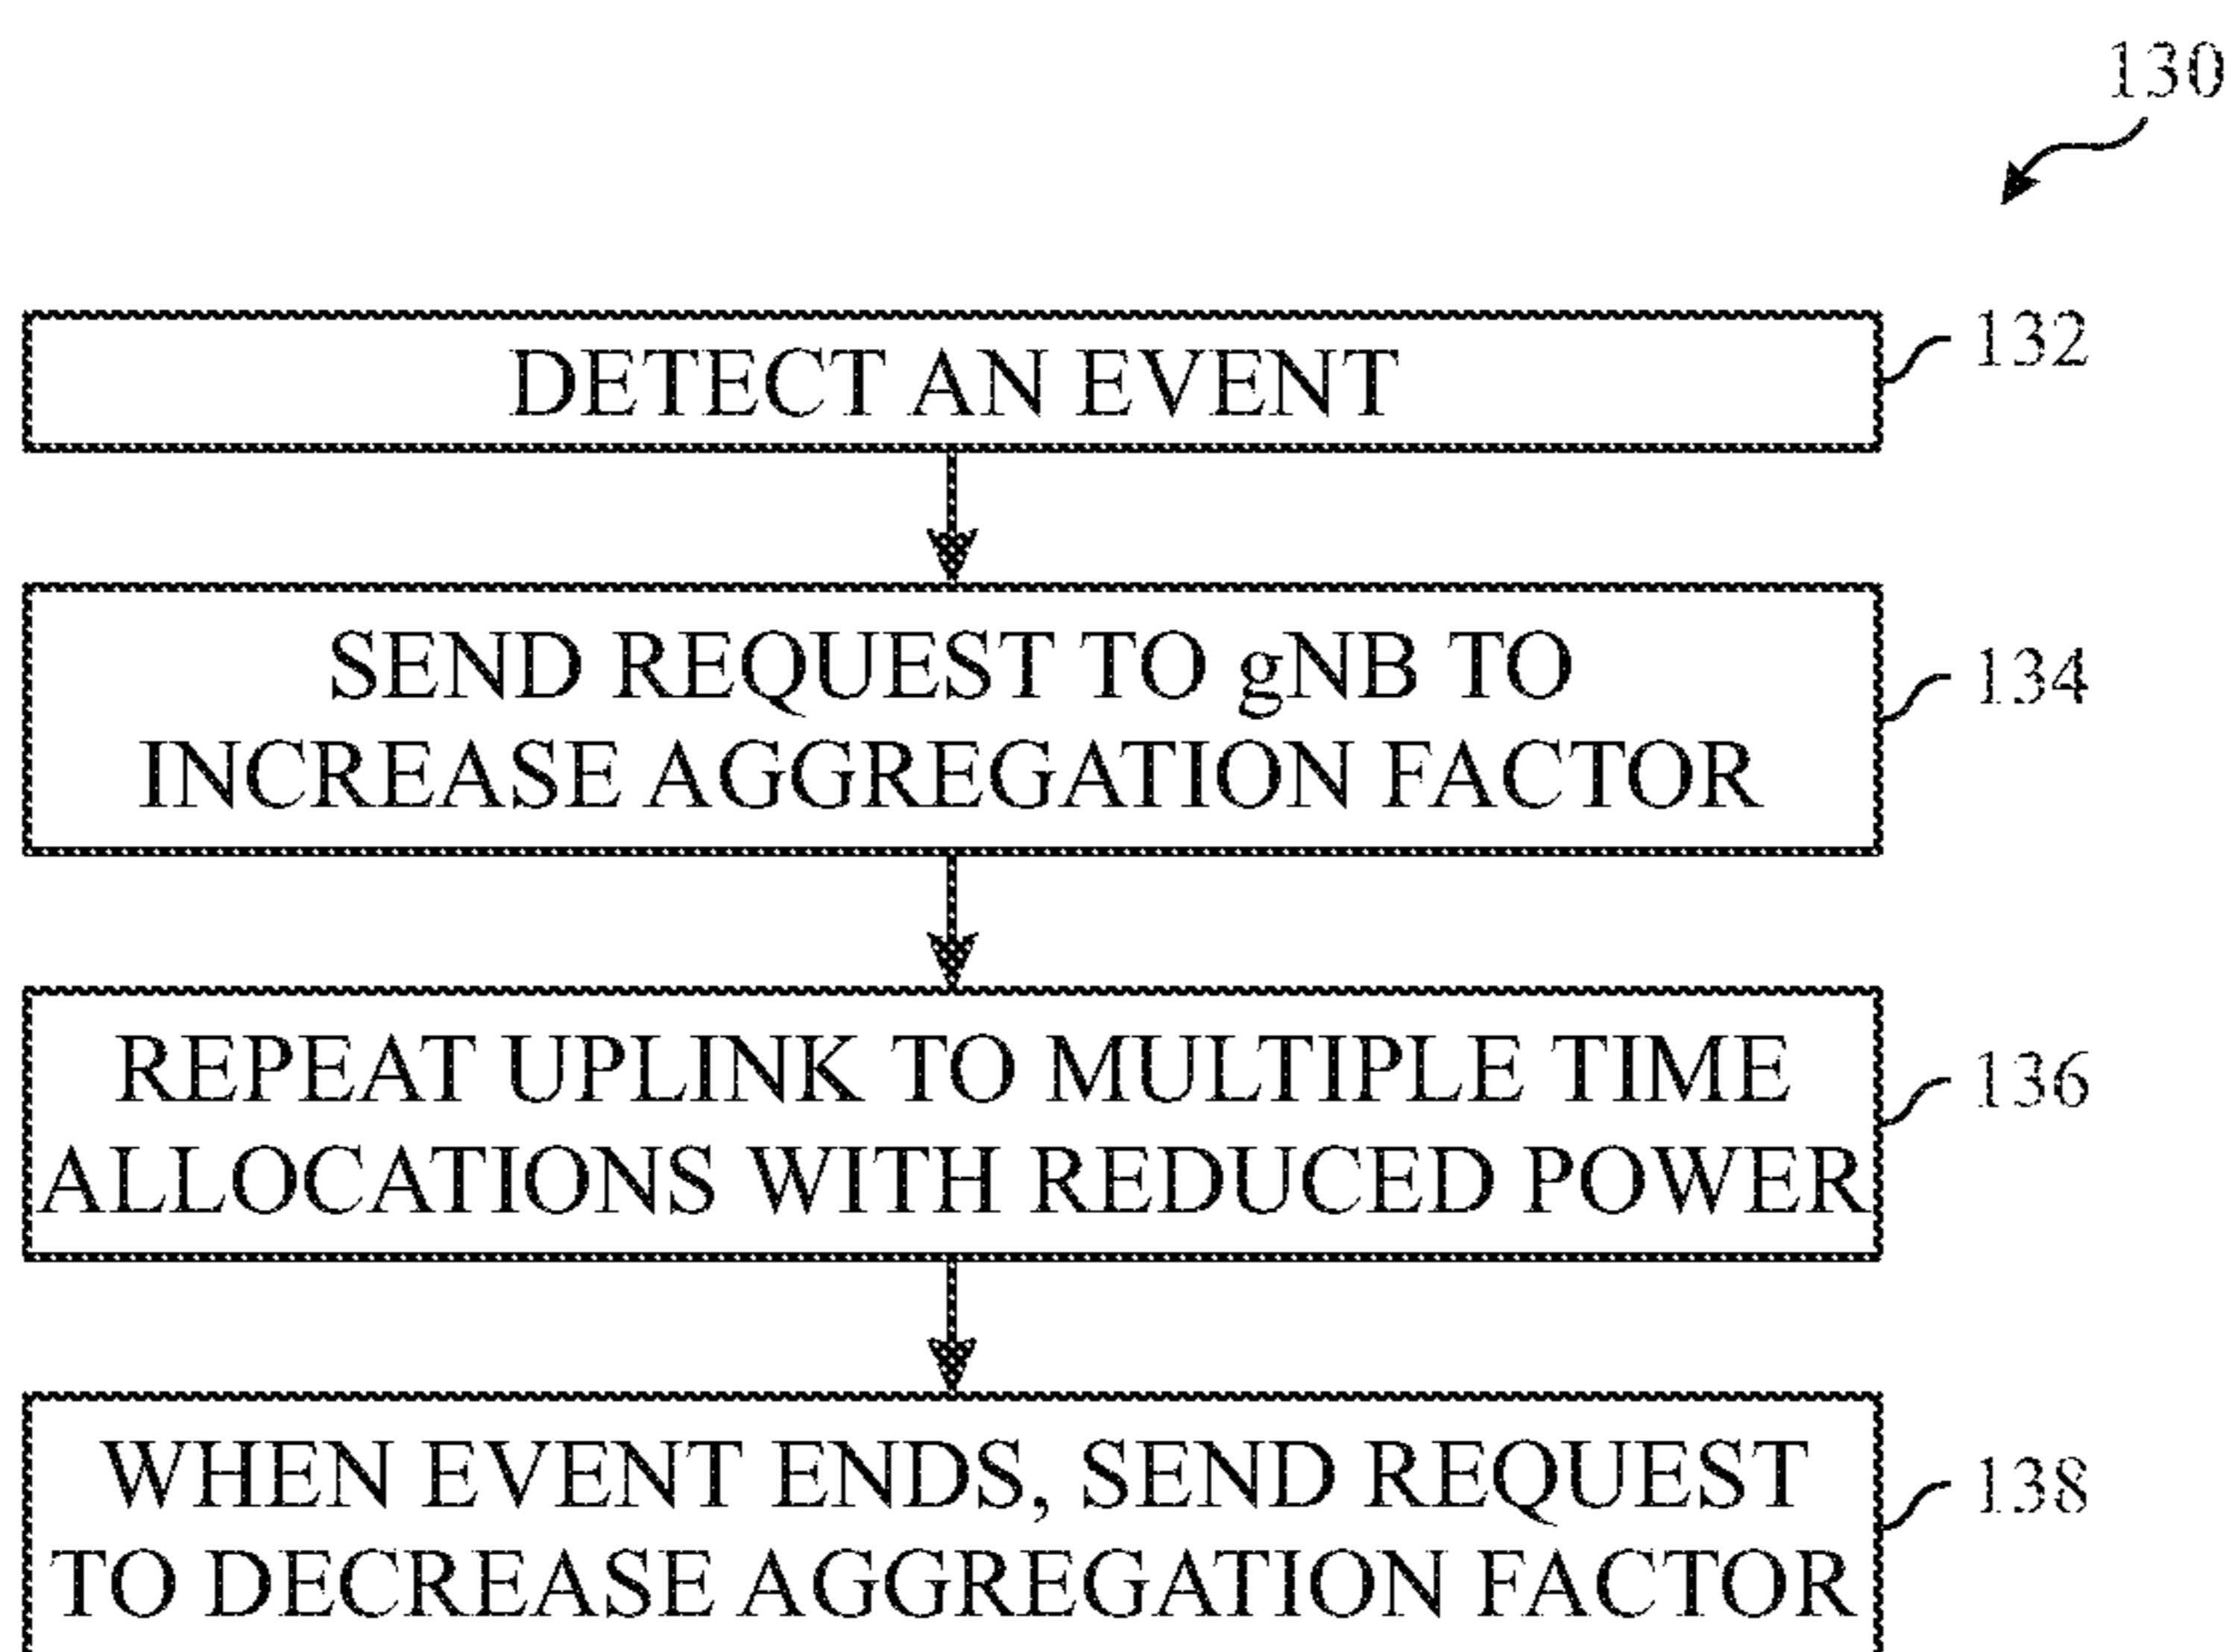 130
DETECT AN EVENT
132
SEND REQUEST TO gNB TO
INCREASE AGGREGATION FACTOR
134
REPEAT UPLINK TO MULTIPLE TIME
ALLOCATIONS WITH REDUCED POWER
136
WHEN EVENT ENDS, SEND REQUEST
TO DECREASE AGGREGATION FACTOR
138